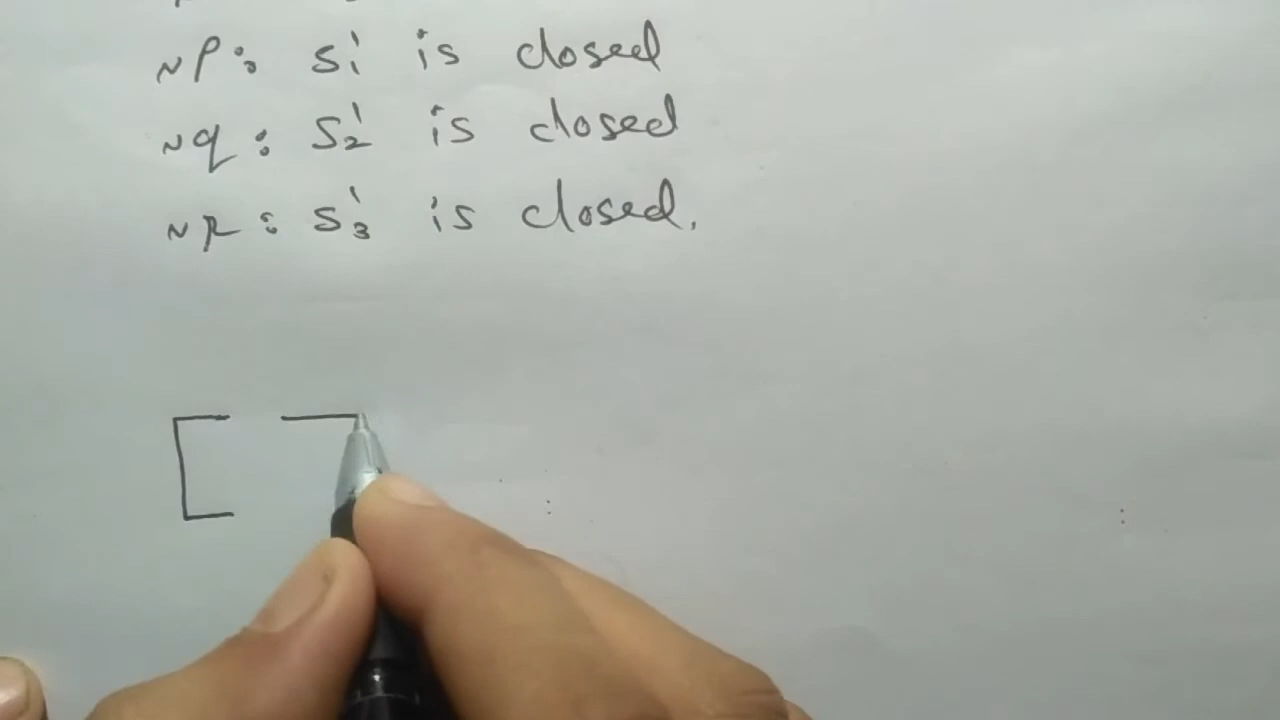 ~p: S₁' is closed
~q: S₂' is closed
~r: S₃' is closed.